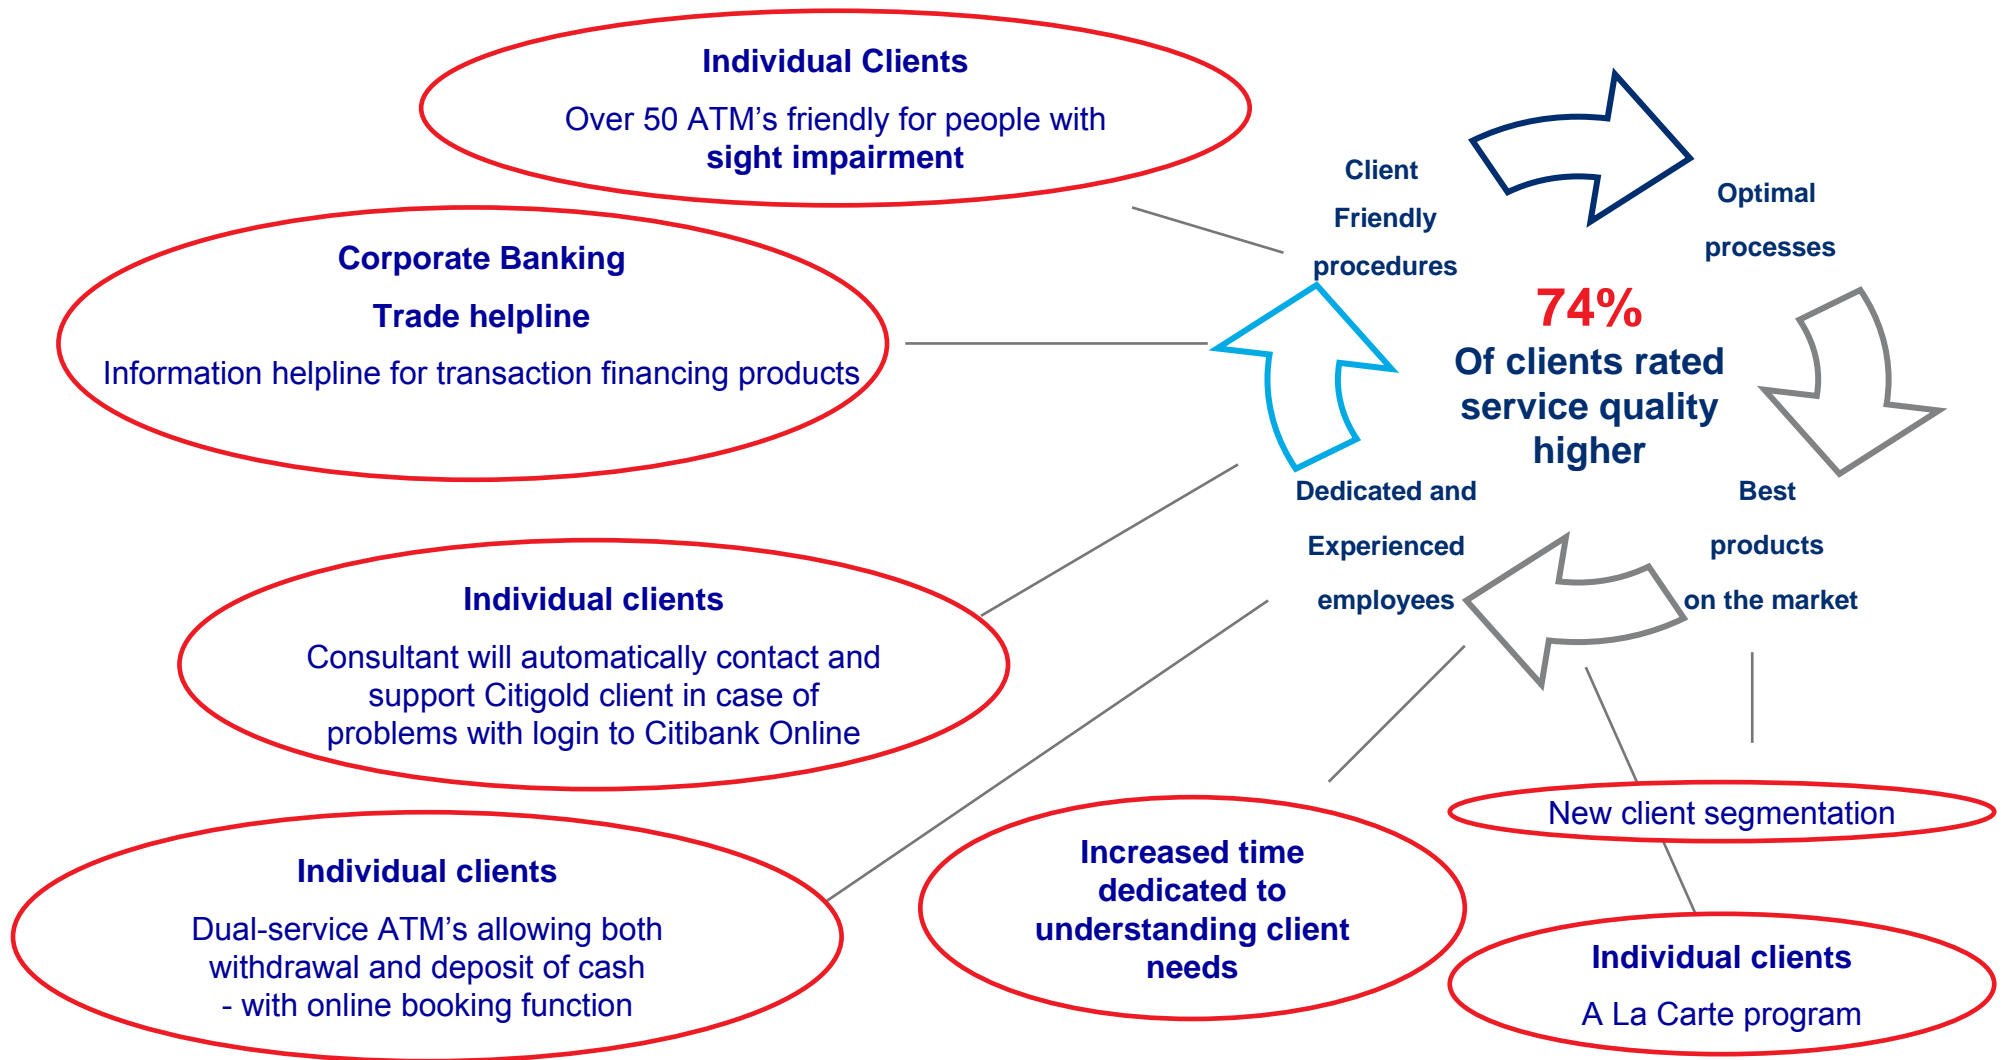 Individual Clients
Over 50 ATM's friendly for people with
sight impairment
Corporate Banking
Trade helpline
Information helpline for transaction financing products
Individual clients
Consultant will automatically contact and
support Citigold client in case of
problems with login to Citibank Online
Individual clients
Dual-service ATM's allowing both
withdrawal and deposit of cash
- with online booking function
Client
Friendly
procedures
Optimal
processes
74%
Of clients rated
service quality
higher
Dedicated and
Experienced
employees
Best
products
on the market
Increased time
dedicated to
understanding client
needs
New client segmentation
Individual clients
A La Carte program